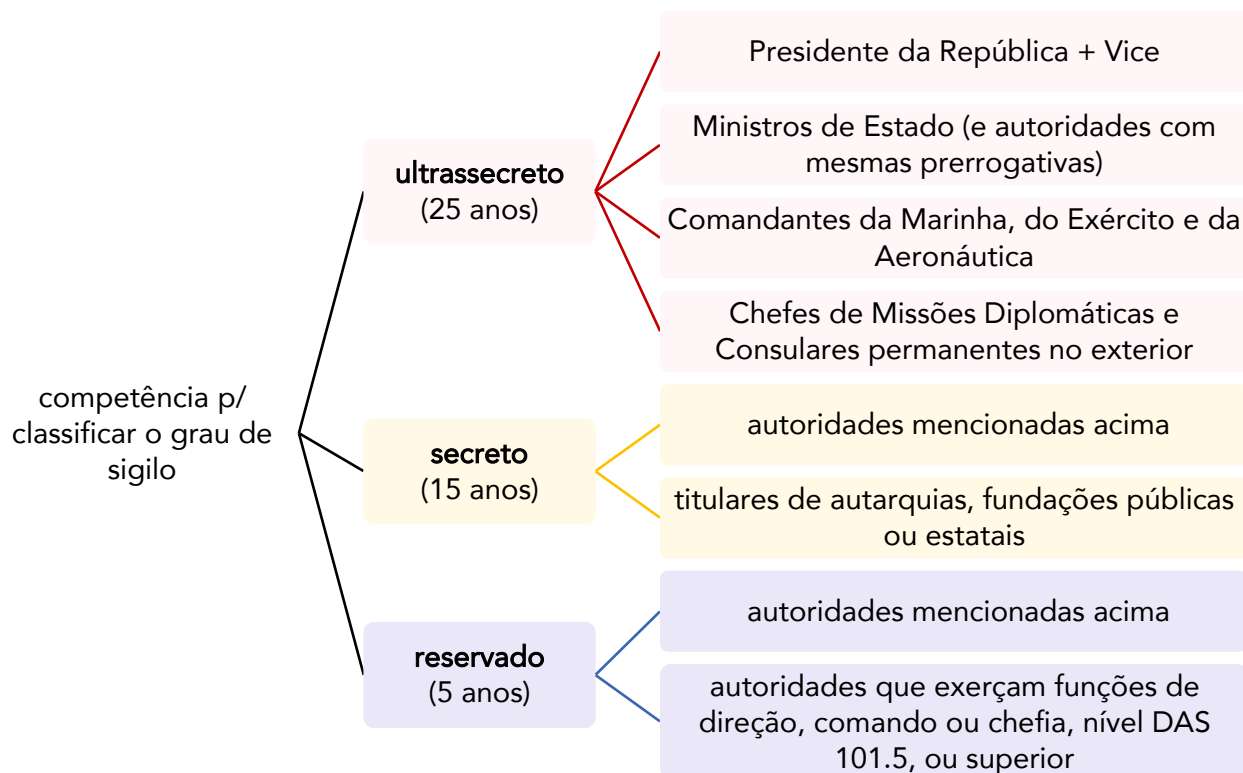 competência p/
classificar o grau de
sigilo
ultrassecreto
(25 anos)
Presidente da República + Vice
Ministros de Estado (e autoridades com
mesmas prerrogativas)
Comandantes da Marinha, do Exército e da
Aeronáutica
Chefes de Missões Diplomáticas e
Consulares permanentes no exterior
secreto
(15 anos)
autoridades mencionadas acima
titulares de autarquias, fundações públicas
ou estatais
reservado
(5 anos)
autoridades mencionadas acima
autoridades que exerçam funções de
direção, comando ou chefia, nível DAS
101.5, ou superior